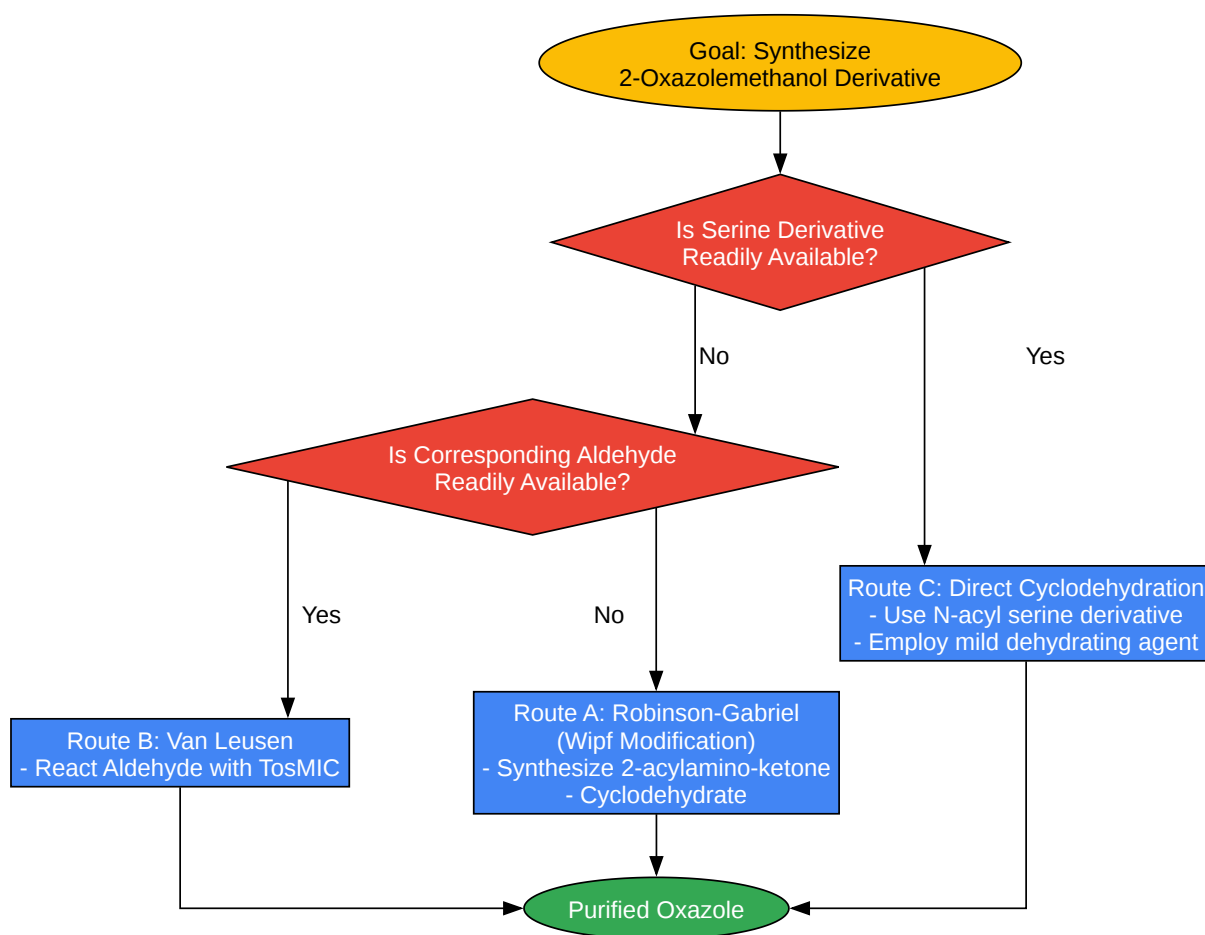 Goal: Synthesize
2-Oxazolemethanol Derivative
Is Serine Derivative
Readily Available?
No
Yes
Is Corresponding Aldehyde
Readily Available?
Yes
No
Route C: Direct Cyclodehydration
- Use N-acyl serine derivative
- Employ mild dehydrating agent
Route B: Van Leusen
- React Aldehyde with TosMIC
Route A: Robinson-Gabriel
(Wipf Modification)
- Synthesize 2-acylamino-ketone
- Cyclodehydrate
Purified Oxazole